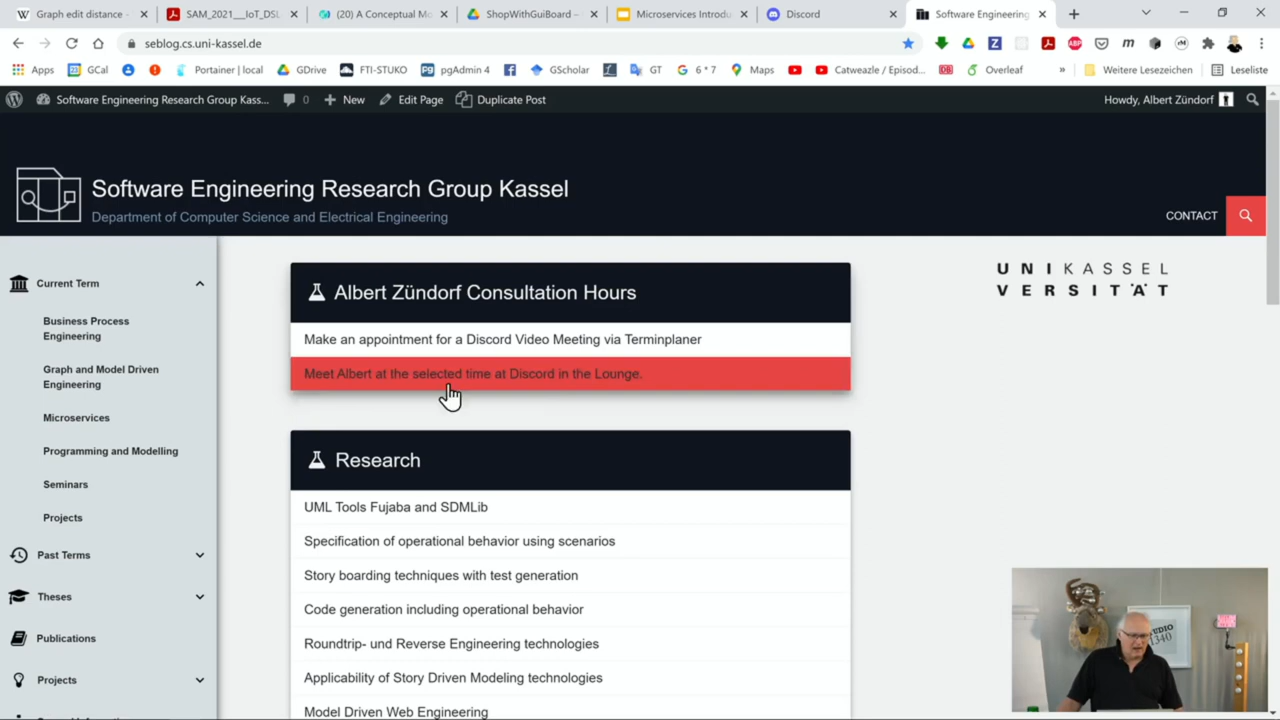 Graph edit distance -
SAM_2021___IoT_DSL
(20) A Conceptual Mo
ShopWithGuiBoard –
Microservices Introdu
Discord
Software Engineering
seblog.cs.uni-kassel.de
Apps
GCal
Portainer | local
GDrive
FTI-STUKO
pgAdmin 4
GScholar
GT
6 * 7
Maps
Catweazle / Episod...
Overleaf
»
Weitere Lesezeichen
Leseliste
Software Engineering Research Group Kass...
0
New
Edit Page
Duplicate Post
Howdy, Albert Zündorf
Software Engineering Research Group Kassel
Department of Computer Science and Electrical Engineering
CONTACT
Current Term
Business Process
Engineering
Graph and Model Driven
Engineering
Microservices
Programming and Modelling
Seminars
Projects
Past Terms
Theses
Publications
Projects
Albert Zündorf Consultation Hours
Make an appointment for a Discord Video Meeting via Terminplaner
Meet Albert at the selected time at Discord in the Lounge.
Research
UML Tools Fujaba and SDMLib
Specification of operational behavior using scenarios
Story boarding techniques with test generation
Code generation including operational behavior
Roundtrip- und Reverse Engineering technologies
Applicability of Story Driven Modeling technologies
Model Driven Web Engineering
UNIKASSEL
VERSITÄT
1340